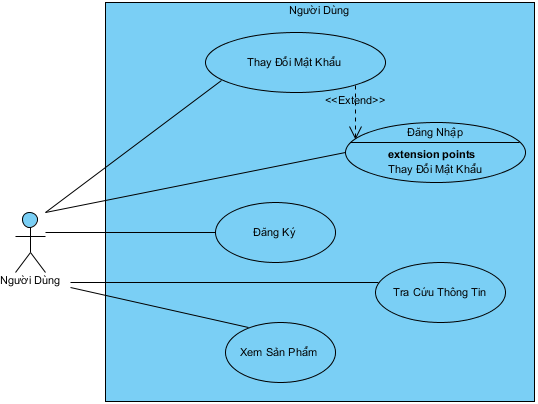 Người Dùng
Thay Đổi Mật Khẩu
<<Extend>>
Đăng Nhập
extension points
Thay Đổi Mật Khẩu
Đăng Ký
Người Dùng
Tra Cứu Thông Tin
Xem Sản Phẩm